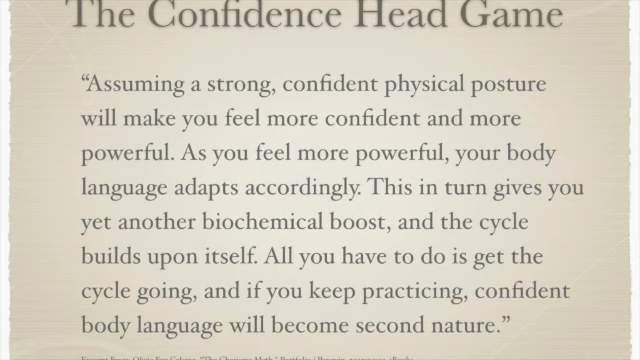 The Confidence Head Game
“Assuming a strong, confident physical posture
will make you feel more confident and more
powerful. As you feel more powerful, your body
language adapts accordingly. This in turn gives you
yet another biochemical boost, and the cycle
builds upon itself. All you have to do is get the
cycle going, and if you keep practicing, confident
body language will become second nature.”